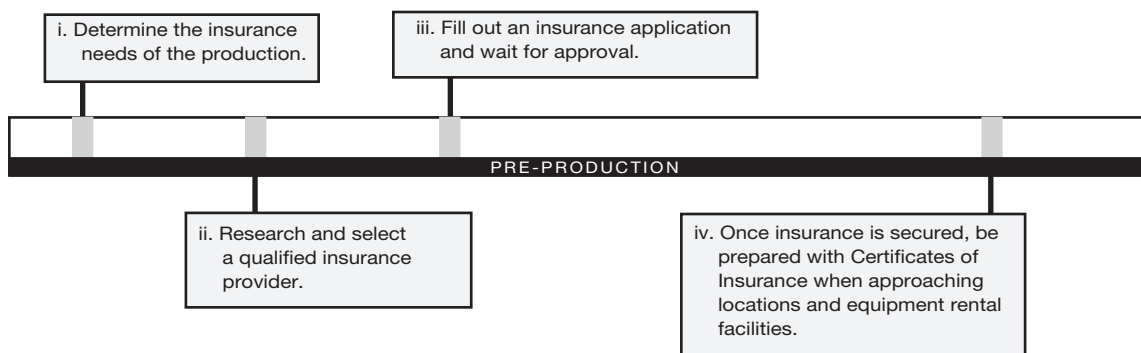 i. Determine the insurance
needs of the production.
iii. Fill out an insurance application
and wait for approval.
PRE-PRODUCTION
ii. Research and select
a qualified insurance
provider.
iv. Once insurance is secured, be
prepared with Certificates of
Insurance when approaching
locations and equipment rental
facilities.